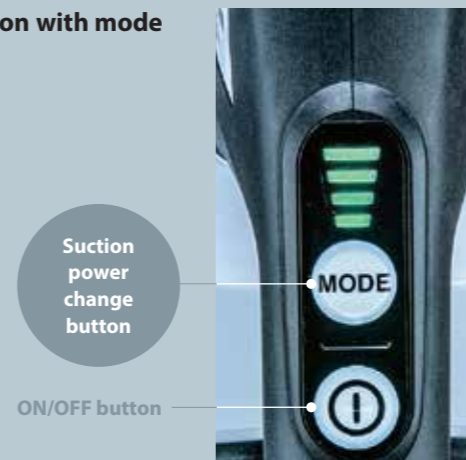 on with mode
Suction
power
change
button
MODE
ON/OFF button